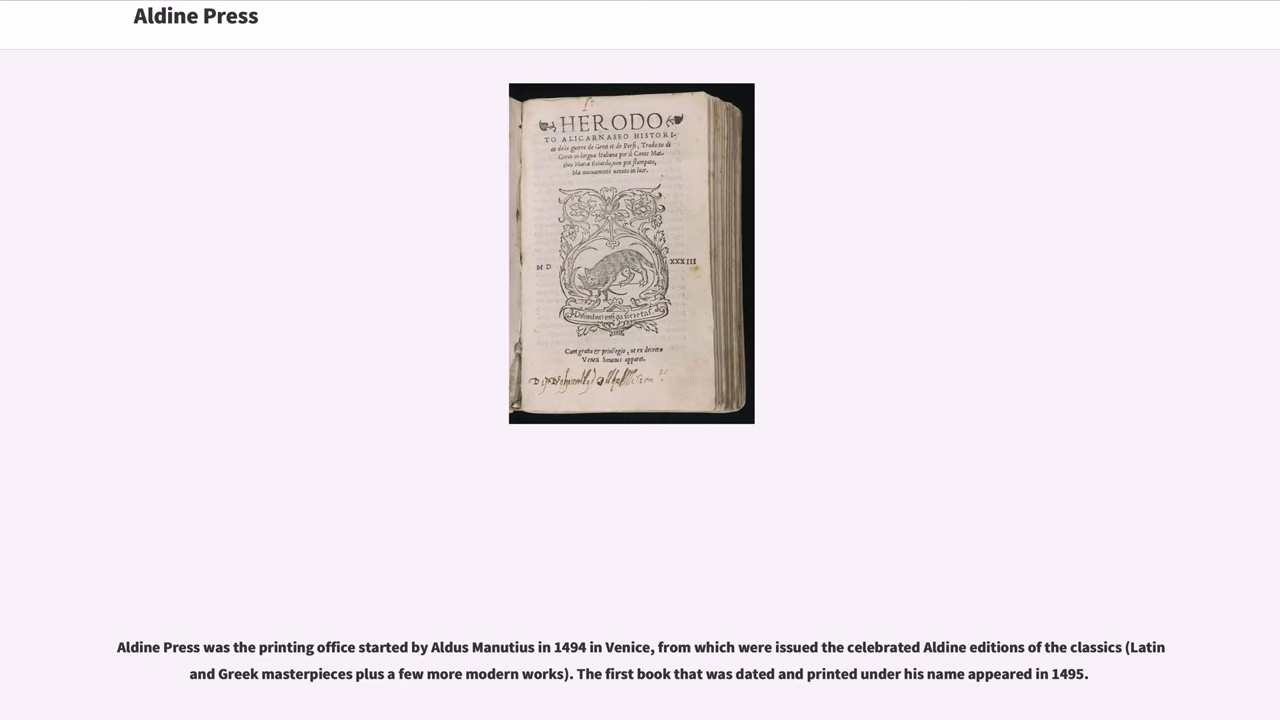 Aldine Press
HERODO
TO ALICARNASEO HISTORI-
co de le guerre de Greci et de Persi, Tradotto di
Greco in lingua Italiana per il Conte Mat-
theo Maria Boiardo, non piu stampato,
Ma nuouamente uenuto in luce.
M D XXXIII
Cum gratia & priuilegio, ut ex decreto
Veneti Senatus apparet.
Aldine Press was the printing office started by Aldus Manutius in 1494 in Venice, from which were issued the celebrated Aldine editions of the classics (Latin
and Greek masterpieces plus a few more modern works). The first book that was dated and printed under his name appeared in 1495.